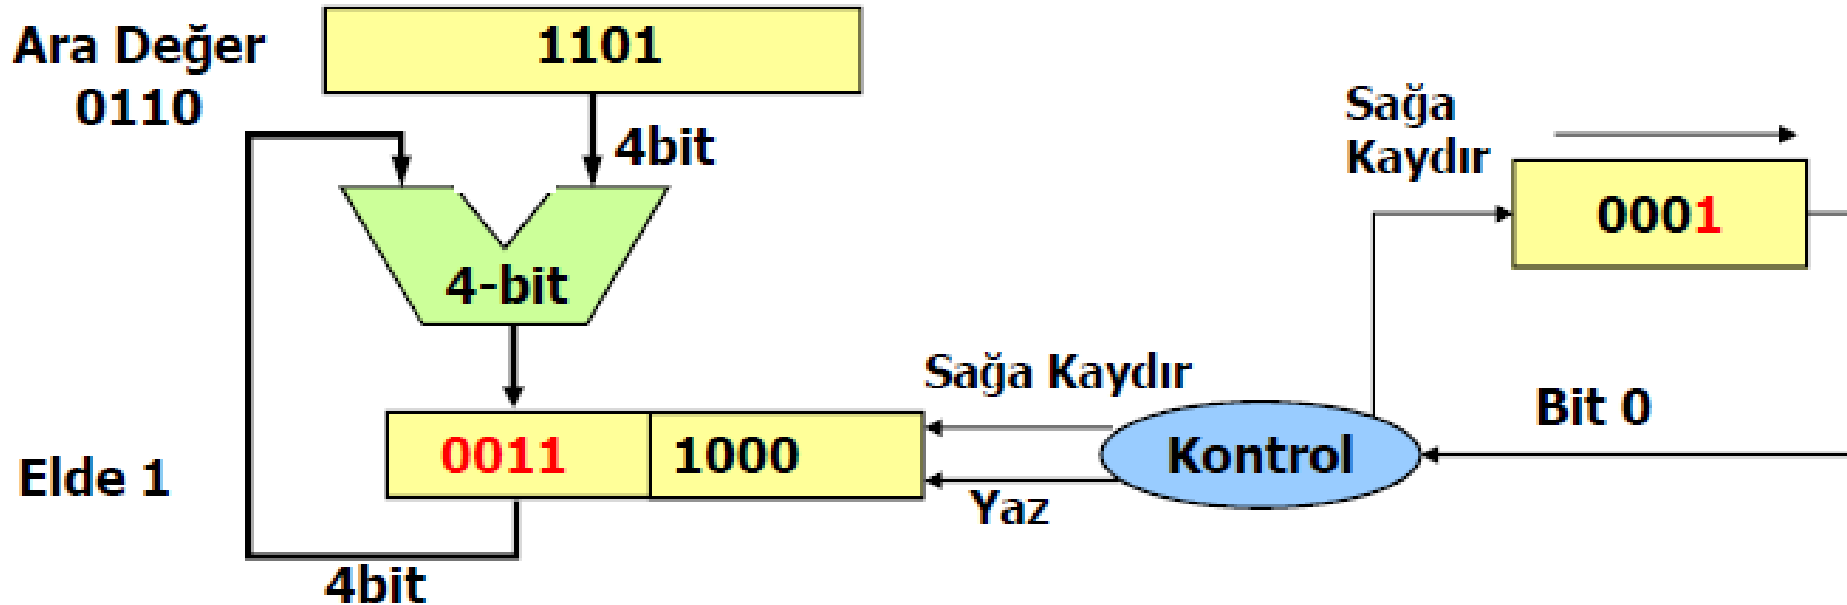 Ara Değer
0110
1101
4bit
4-bit
Sağa
Kaydır
0001
Sağa Kaydır
Bit 0
Elde 1
0011
1000
Kontrol
Yaz
4bit